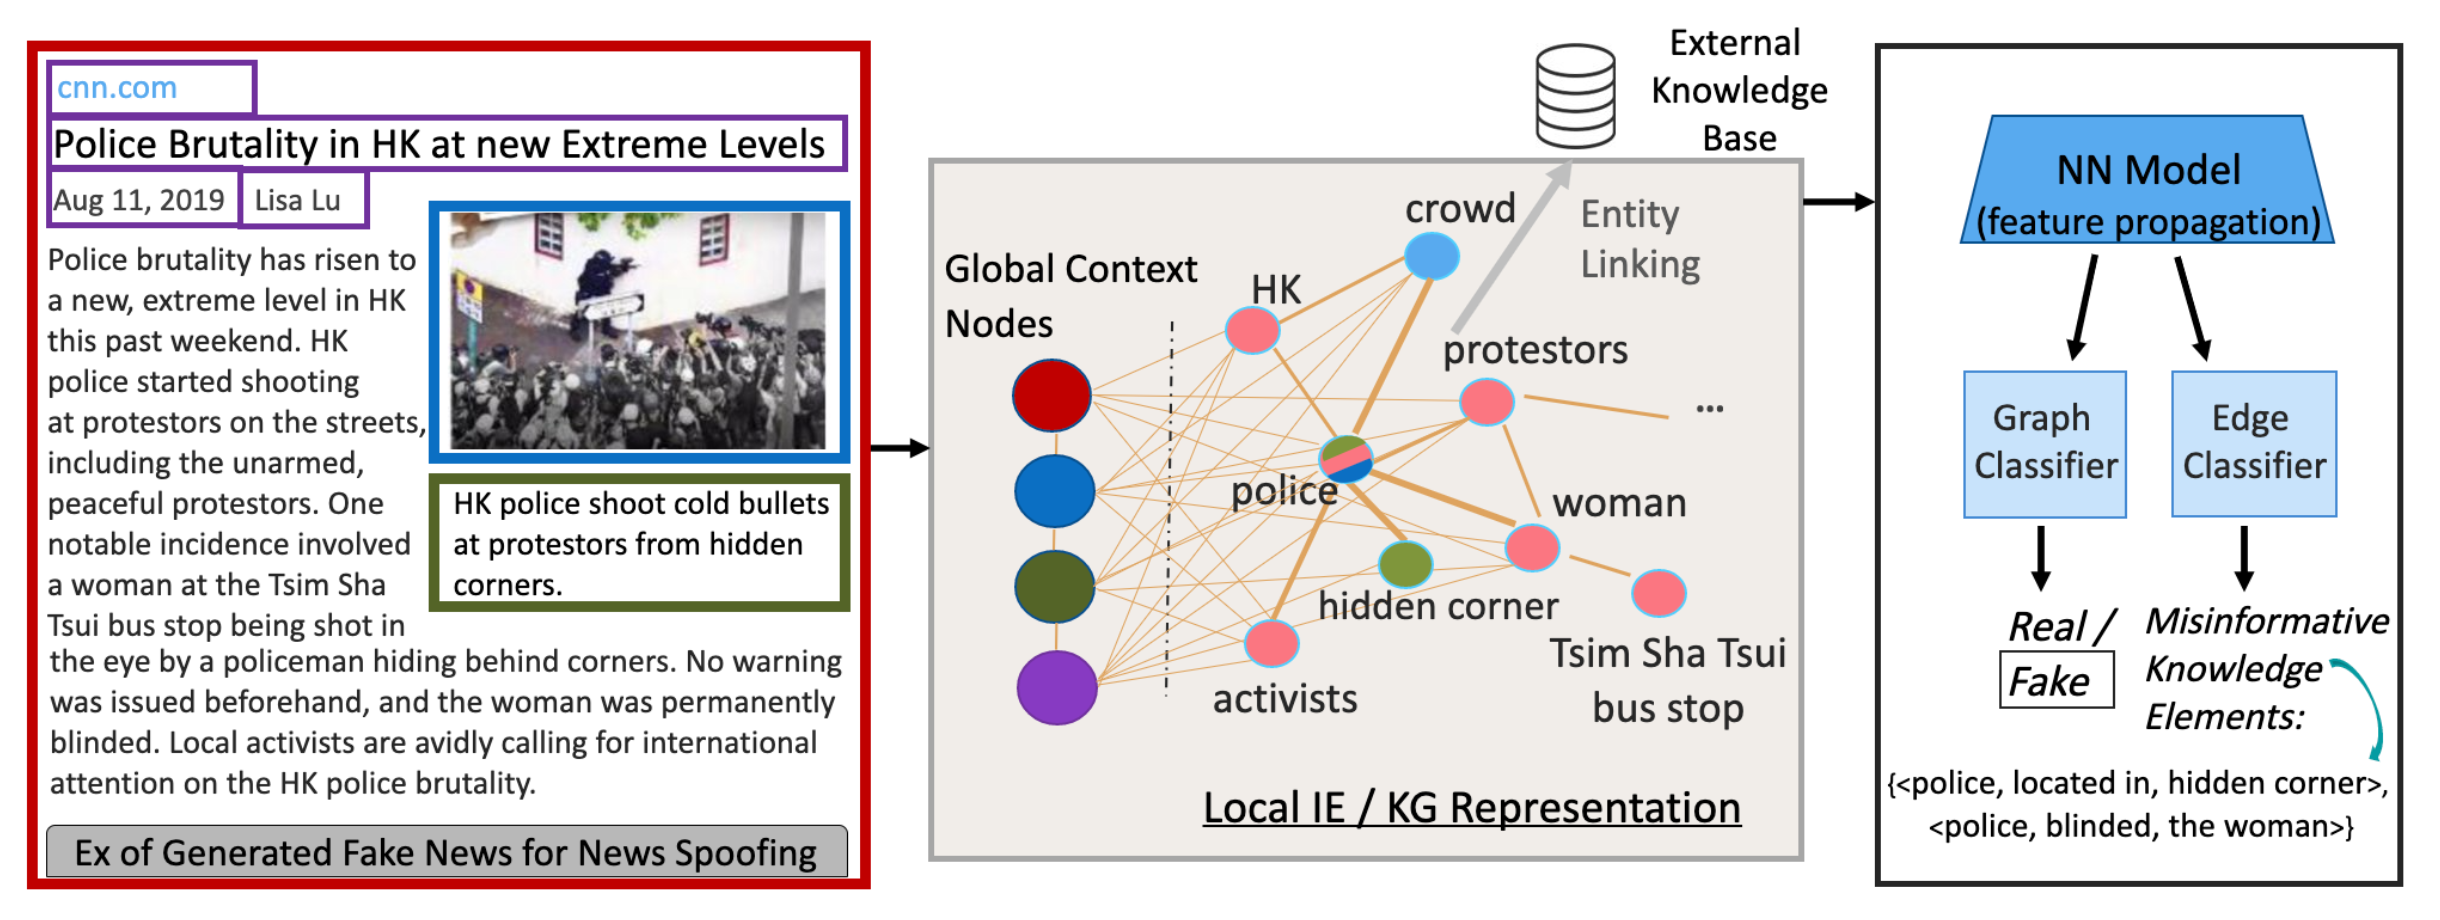 cnn.com
Police Brutality in HK at new Extreme Levels
Aug 11, 2019
Lisa Lu
Police brutality has risen to
a new, extreme level in HK
this past weekend. HK
police started shooting
at protestors on the streets,
including the unarmed,
peaceful protestors. One
notable incidence involved
a woman at the Tsim Sha
Tsui bus stop being shot in
the eye by a policeman hiding behind corners. No warning
was issued beforehand, and the woman was permanently
blinded. Local activists are avidly calling for international
attention on the HK police brutality.
HK police shoot cold bullets
at protestors from hidden
corners.
Ex of Generated Fake News for News Spoofing
External
Knowledge
Base
Entity
Linking
Global Context
Nodes
crowd
HK
protestors
...
police
woman
hidden corner
Tsim Sha Tsui
bus stop
activists
Local IE / KG Representation
NN Model
(feature propagation)
Graph
Classifier
Edge
Classifier
Real /
Fake
Misinformative
Knowledge
Elements:
{<police, located in, hidden corner>,
<police, blinded, the woman>}